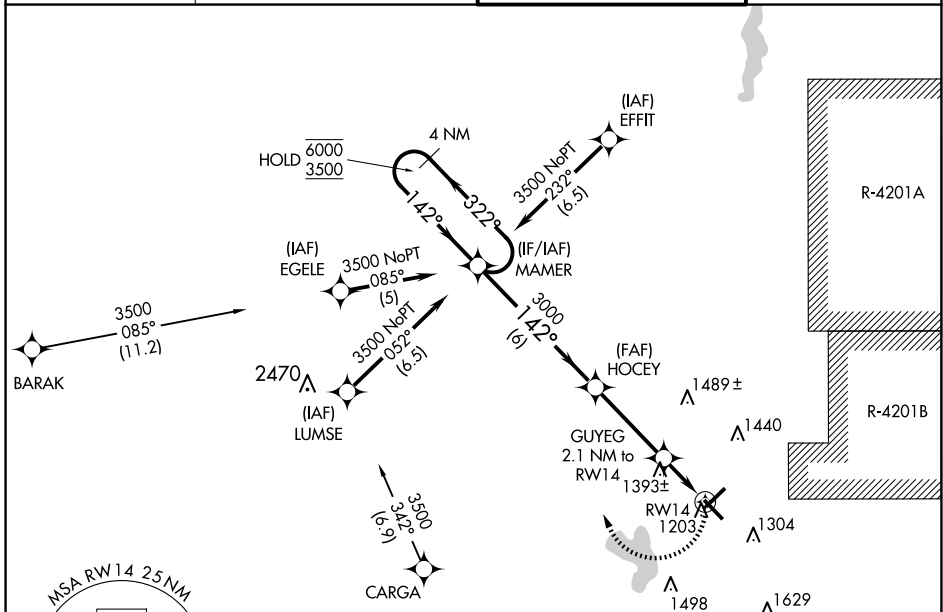 (IAF)
EFFIT
4 NM
HOLD 6000
3500
3500 NoPT
232°
(6.5)
R-4201A
142°
322°
(IAF)
EGELE
3500 NoPT
085°
(5)
(IF/IAF)
MAMER
3500
085°
(11.2)
BARAK
3500 NoPT
052°
(6.5)
3000
142°
(6)
2470
(IAF)
LUMSE
(FAF)
HOCEY
1489±
R-4201B
1440
GUYEG
2.1 NM to
RW14
1393±
RW14
1203
1304
3500
342°
(6.9)
CARGA
MSA RW14 25 NM
1498
1629